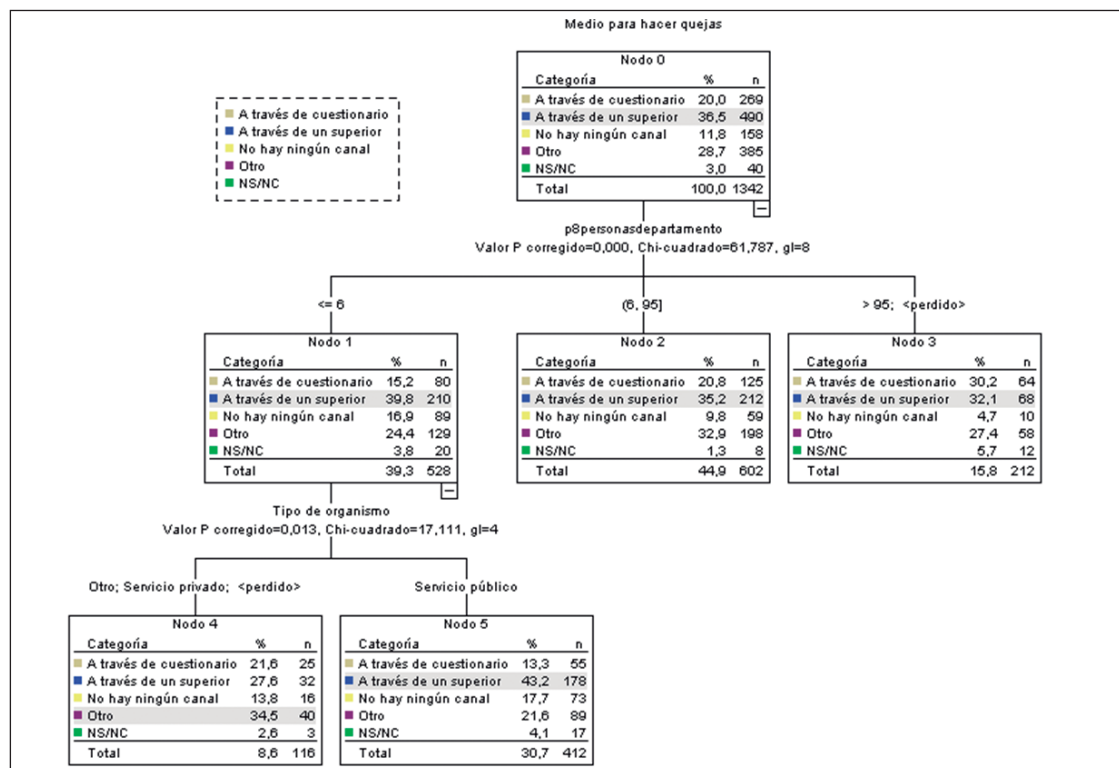 Medio para hacer quejas
A través de cuestionario
A través de un superior
No hay ningún canal
Otro
NS/NC
Nodo 0
Categoría % n
A través de cuestionario 20,0 269
A través de un superior 36,5 490
No hay ningún canal 11,8 158
Otro 28,7 385
NS/NC 3,0 40
Total 100,0 1342
p8personasdepartamento
Valor P corregido=0,000, Chi-cuadrado=61,787, gl=8
<= 6
(6, 95]
> 95; <perdido>
Nodo 1
Categoría % n
A través de cuestionario 15,2 80
A través de un superior 39,8 210
No hay ningún canal 16,9 89
Otro 24,4 129
NS/NC 3,8 20
Total 39,3 528
Nodo 2
Categoría % n
A través de cuestionario 20,8 125
A través de un superior 35,2 212
No hay ningún canal 9,8 59
Otro 32,9 198
NS/NC 1,3 8
Total 44,9 602
Nodo 3
Categoría % n
A través de cuestionario 30,2 64
A través de un superior 32,1 68
No hay ningún canal 4,7 10
Otro 27,4 58
NS/NC 5,7 12
Total 15,8 212
Tipo de organismo
Valor P corregido=0,013, Chi-cuadrado=17,111, gl=4
Otro; Servicio privado; <perdido>
Servicio público
Nodo 4
Categoría % n
A través de cuestionario 21,6 25
A través de un superior 27,6 32
No hay ningún canal 13,8 16
Otro 34,5 40
NS/NC 2,6 3
Total 8,6 116
Nodo 5
Categoría % n
A través de cuestionario 13,3 55
A través de un superior 43,2 178
No hay ningún canal 17,7 73
Otro 21,6 89
NS/NC 4,1 17
Total 30,7 412